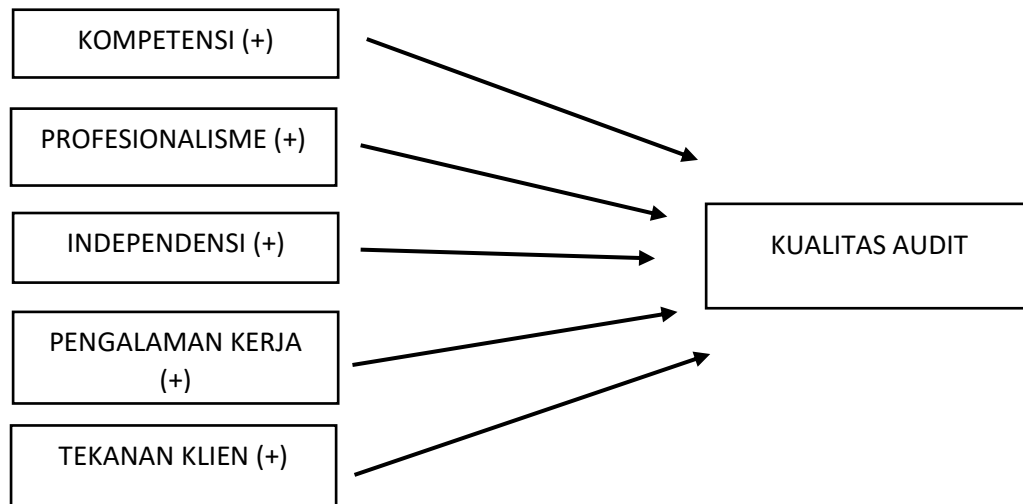 KOMPETENSI (+)
PROFESIONALISME (+)
INDEPENDENSI (+)
KUALITAS AUDIT
PENGALAMAN KERJA
(+)
TEKANAN KLIEN (+)